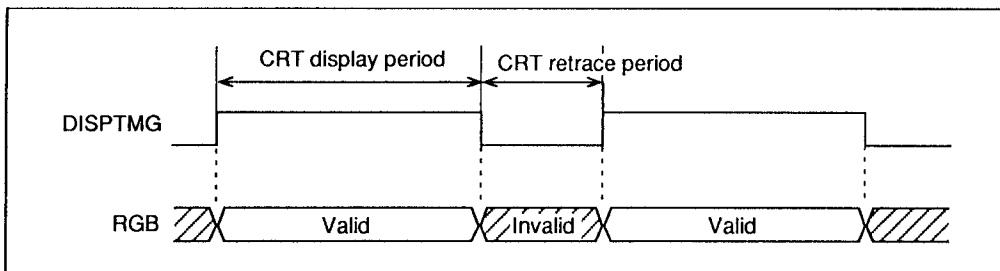 CRT display period CRT retrace period
DISPTMG
RGB Valid Invalid Valid